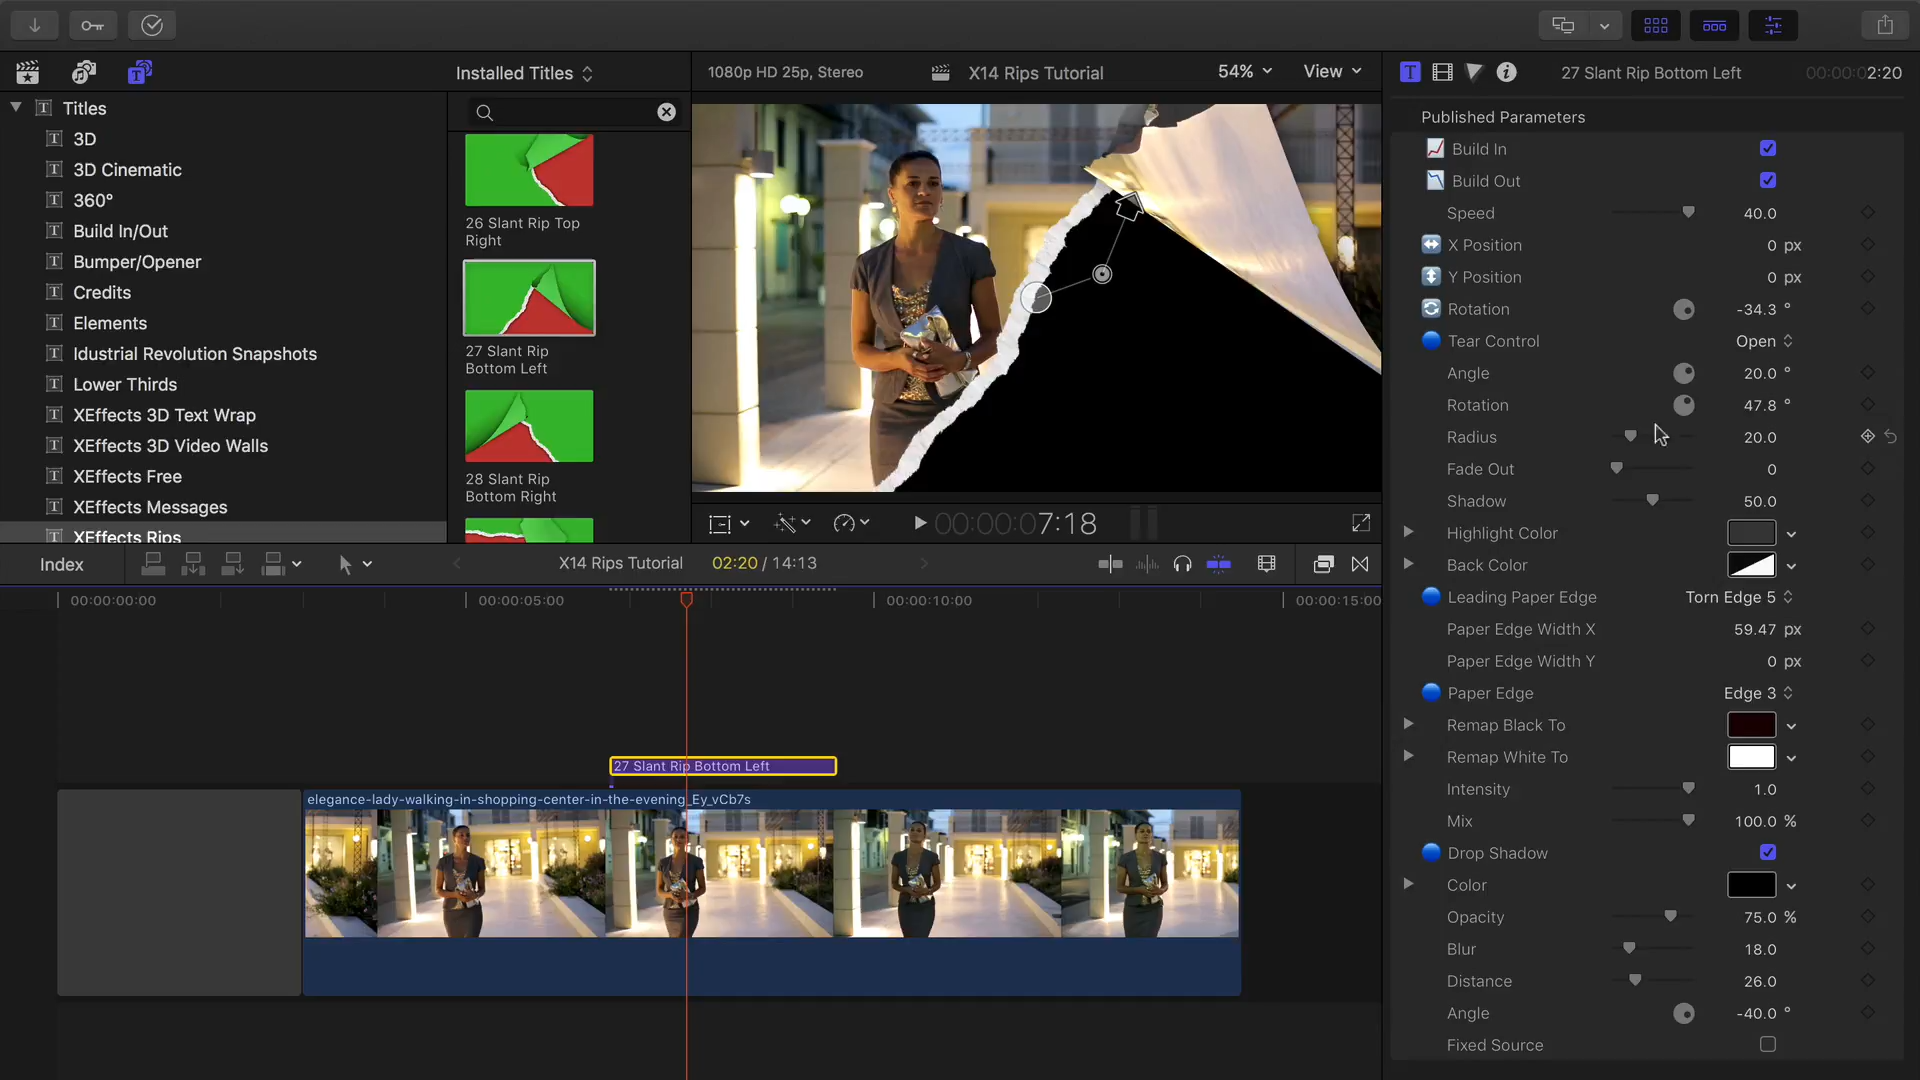 Installed Titles
1080p HD 25p, Stereo
X14 Rips Tutorial
54%
View
27 Slant Rip Bottom Left
00:00:02:20
Titles
3D
3D Cinematic
360°
Build In/Out
Bumper/Opener
Credits
Elements
Idustrial Revolution Snapshots
Lower Thirds
XEffects 3D Text Wrap
XEffects 3D Video Walls
XEffects Free
XEffects Messages
XEffects Rips
26 Slant Rip Top
Right
27 Slant Rip
Bottom Left
28 Slant Rip
Bottom Right
00:00:07:18
Published Parameters
Build In
Build Out
Speed 40.0
X Position 0 px
Y Position 0 px
Rotation -34.3 °
Tear Control Open
Angle 20.0 °
Rotation 47.8 °
Radius 20.0
Fade Out 0
Shadow 50.0
Highlight Color
Back Color
Leading Paper Edge Torn Edge 5
Paper Edge Width X 59.47 px
Paper Edge Width Y 0 px
Paper Edge Edge 3
Remap Black To
Remap White To
Intensity 1.0
Mix 100.0 %
Drop Shadow
Color
Opacity 75.0 %
Blur 18.0
Distance 26.0
Angle -40.0 °
Fixed Source
Index
X14 Rips Tutorial
02:20 / 14:13
00:00:00:00
00:00:05:00
00:00:10:00
00:00:15:00
27 Slant Rip Bottom Left
elegance-lady-walking-in-shopping-center-in-the-evening_Ey_vCb7s